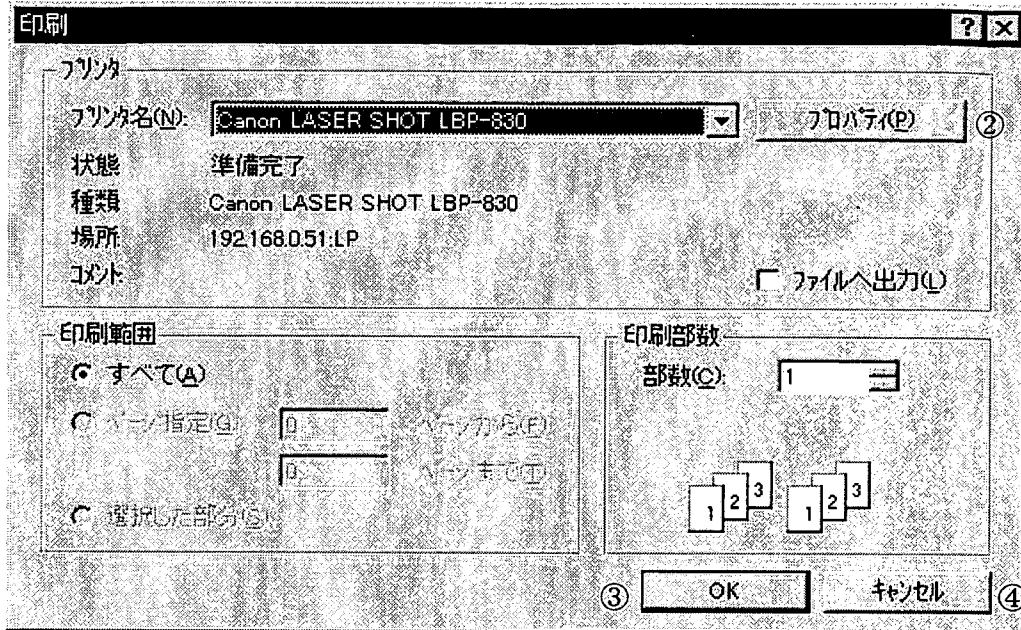 印刷
プリンタ
プリンタ名(N): Canon LASER SHOT LBP-830 プロパティ(P) ②
状態 準備完了
種類 Canon LASER SHOT LBP-830
場所 192.168.0.51:LP
コメント:
ファイルへ出力(L)
印刷範囲
すべて(A)
ページ指定(G) 0 ページから(F)
0 ページまで(T)
選択した部分(S)
印刷部数
部数(C): 1
1 2 3 1 2 3
③ OK キャンセル ④